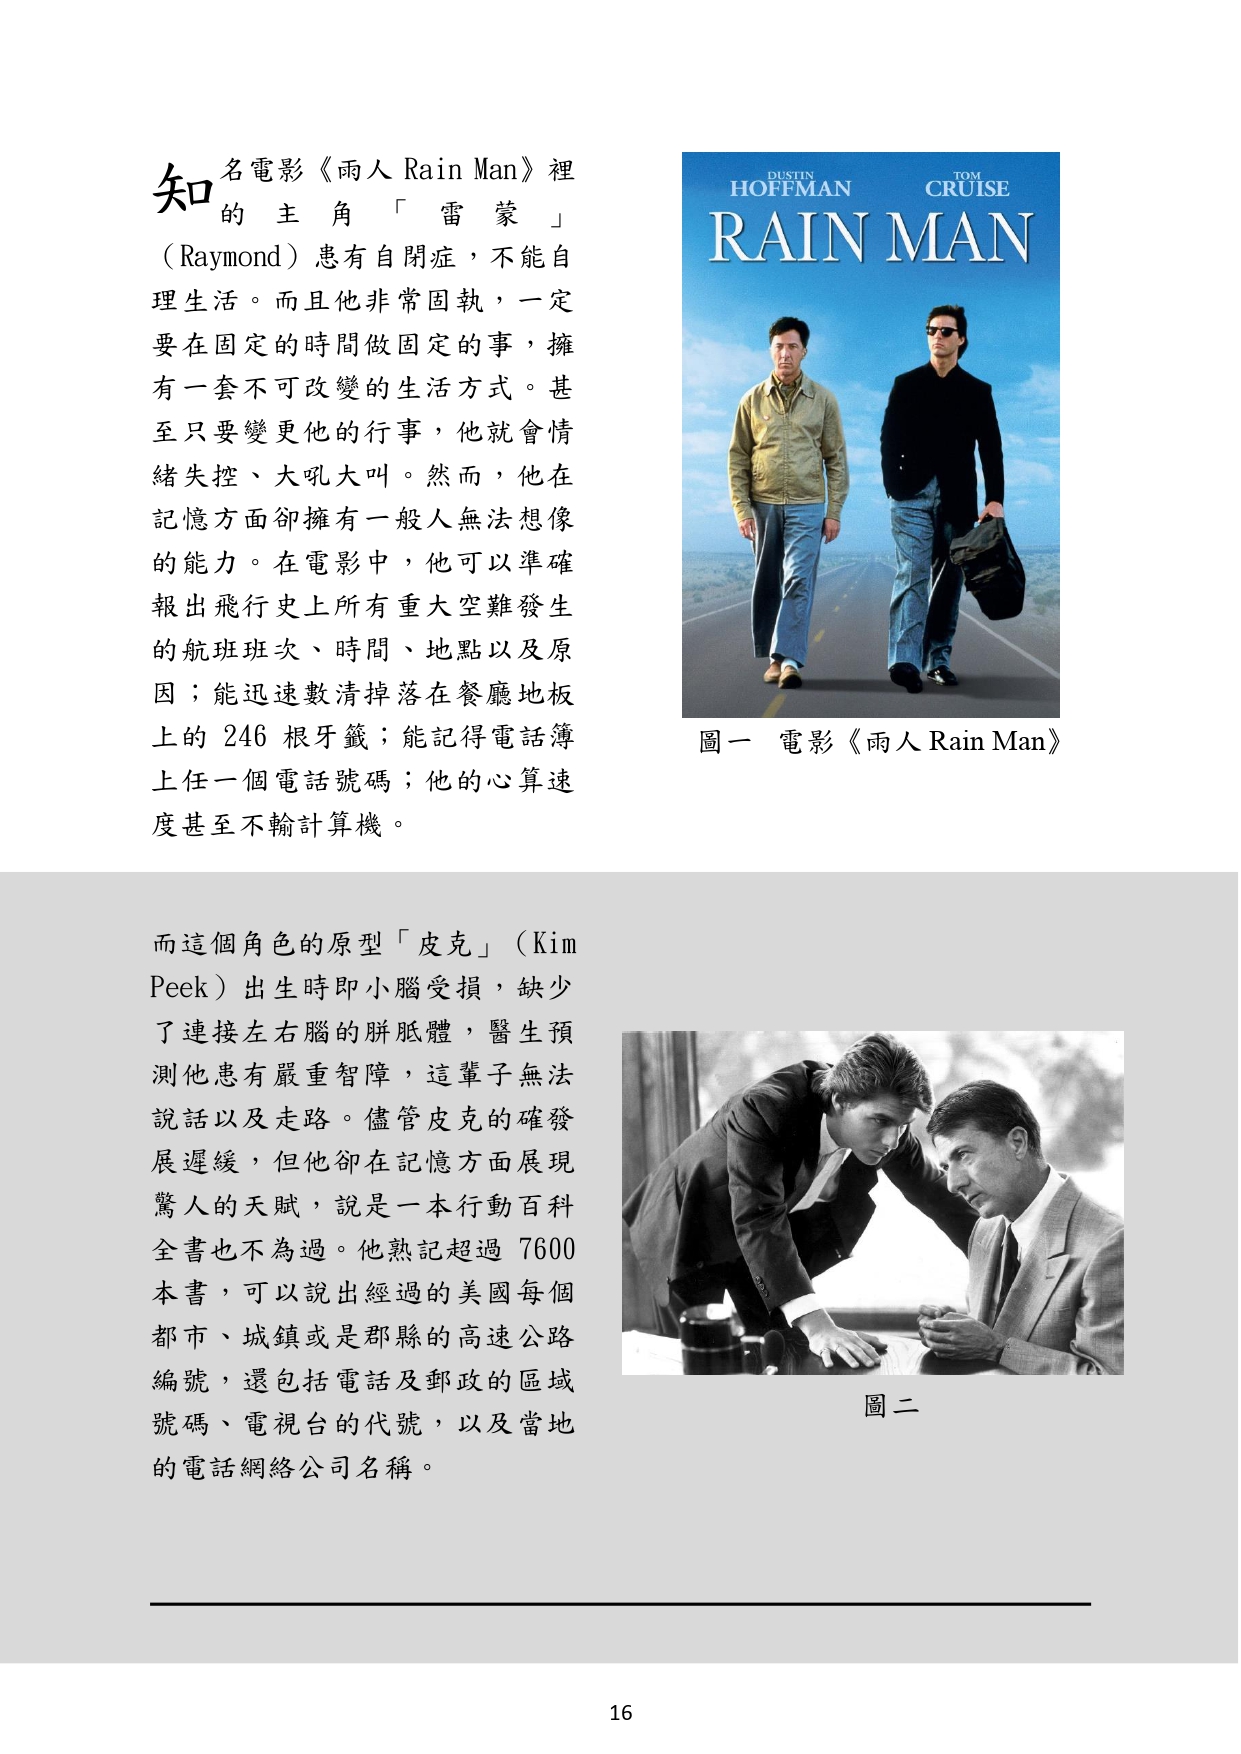 知名電影《雨人 Rain Man》裡
的主角「雷蒙」
（Raymond）患有自閉症，不能自
理生活。而且他非常固執，一定
要在固定的時間做固定的事，擁
有一套不可改變的生活方式。甚
至只要變更他的行事，他就會情
緒失控、大吼大叫。然而，他在
記憶方面卻擁有一般人無法想像
的能力。在電影中，他可以準確
報出飛行史上所有重大空難發生
的航班班次、時間、地點以及原
因；能迅速數清掉落在餐廳地板
上的 246 根牙籤；能記得電話簿
上任一個電話號碼；他的心算速
度甚至不輸計算機。
DUSTIN
HOFFMAN
TOM
CRUISE
RAIN MAN
圖一 電影《雨人 Rain Man》
而這個角色的原型「皮克」（Kim
Peek）出生時即小腦受損，缺少
了連接左右腦的胼胝體，醫生預
測他患有嚴重智障，這輩子無法
說話以及走路。儘管皮克的確發
展遲緩，但他卻在記憶方面展現
驚人的天賦，說是一本行動百科
全書也不為過。他熟記超過 7600
本書，可以說出經過的美國每個
都市、城鎮或是郡縣的高速公路
編號，還包括電話及郵政的區域
號碼、電視台的代號，以及當地
的電話網絡公司名稱。
圖二
16